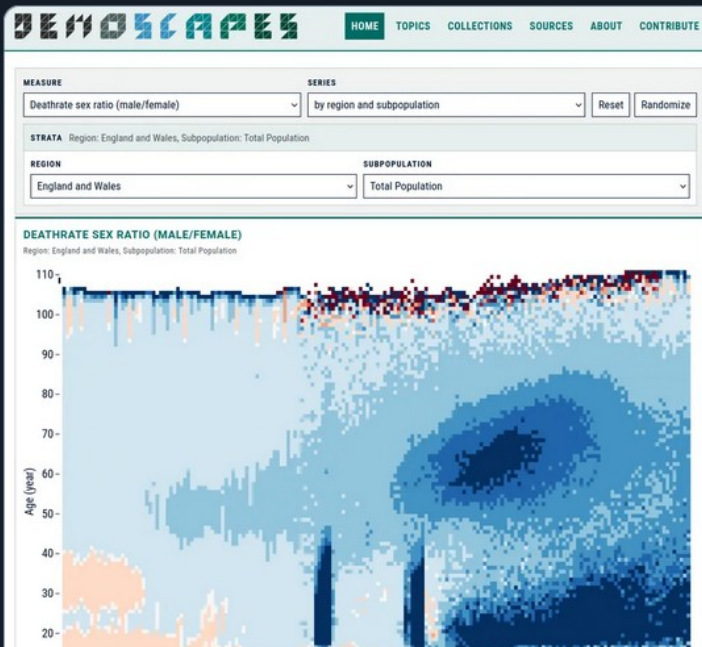 DEMOSCAPES
HOME TOPICS COLLECTIONS SOURCES ABOUT CONTRIBUTE
MEASURE SERIES
Deathrate sex ratio (male/female) by region and subpopulation Reset Randomize
STRATA Region: England and Wales, Subpopulation: Total Population
REGION SUBPOPULATION
England and Wales Total Population
DEATHRATE SEX RATIO (MALE/FEMALE)
Region: England and Wales, Subpopulation: Total Population
110
100
90
80
70
60
50
40
30
20
Age (year)